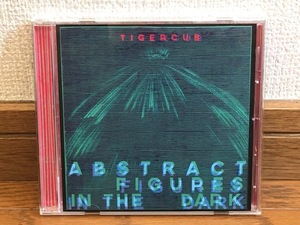 TIGERCUB
ABSTRACT
FIGURES
IN THE DARK